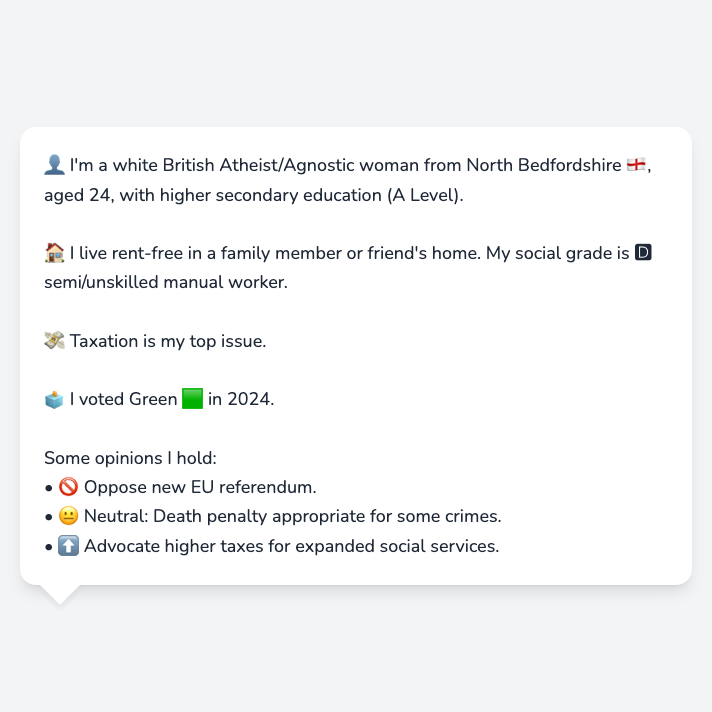 👤 I'm a white British Atheist/Agnostic woman from North Bedfordshire 🏴󠁧󠁢󠁥󠁮󠁧󠁿,
aged 24, with higher secondary education (A Level).
🏠 I live rent-free in a family member or friend's home. My social grade is 🅳
semi/unskilled manual worker.
💸 Taxation is my top issue.
🗳️ I voted Green 🟩 in 2024.
Some opinions I hold:
• 🚫 Oppose new EU referendum.
• 😐 Neutral: Death penalty appropriate for some crimes.
• ⬆️ Advocate higher taxes for expanded social services.